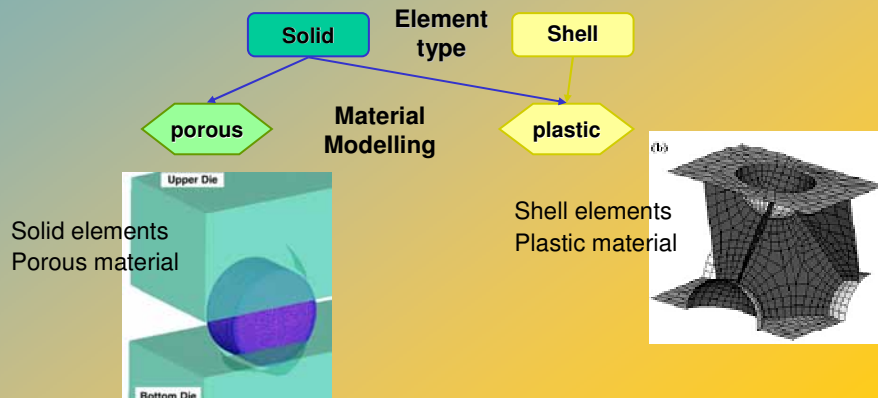 Solid
Element
type
Shell
porous
Material
Modelling
plastic
Upper Die
(b)
Solid elements
Porous material
Shell elements
Plastic material
Bottom Die